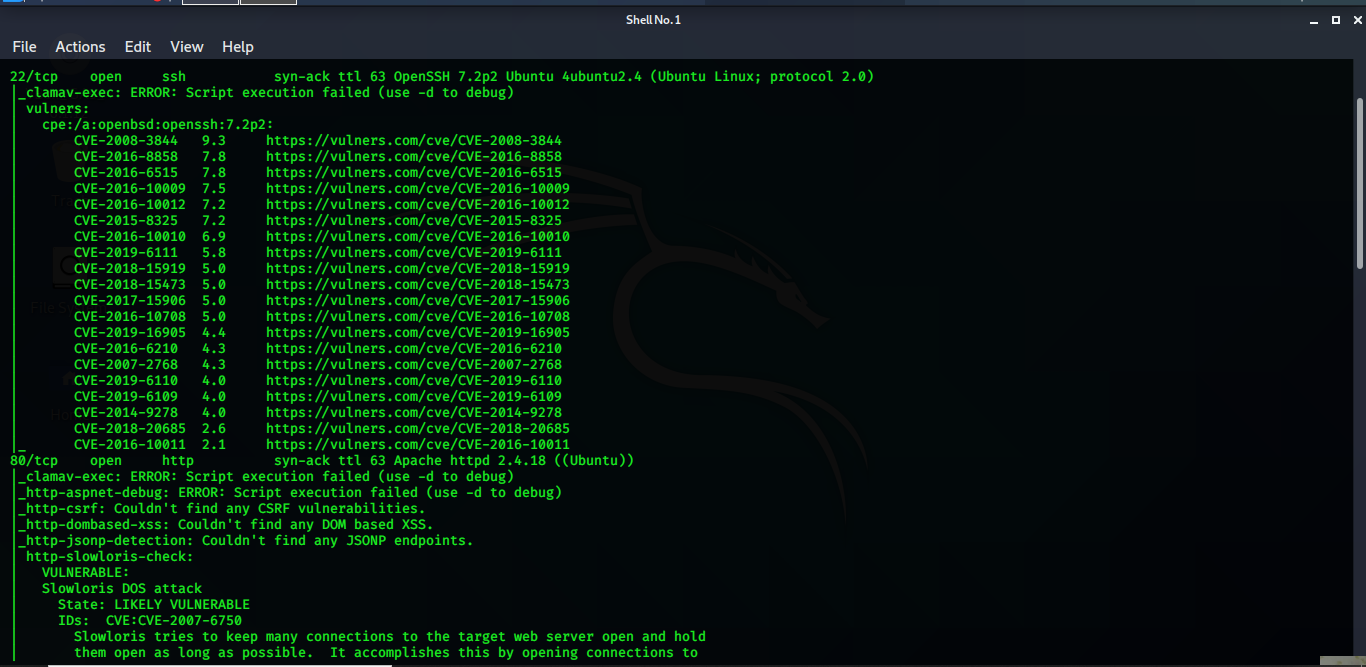 Shell No. 1
File Actions Edit View Help
22/tcp open ssh syn-ack ttl 63 OpenSSH 7.2p2 Ubuntu 4ubuntu2.4 (Ubuntu Linux; protocol 2.0)
|_clamav-exec: ERROR: Script execution failed (use -d to debug)
| vulners:
|   cpe:/a:openbsd:openssh:7.2p2:
|     CVE-2008-3844 9.3 https://vulners.com/cve/CVE-2008-3844
|     CVE-2016-8858 7.8 https://vulners.com/cve/CVE-2016-8858
|     CVE-2016-6515 7.8 https://vulners.com/cve/CVE-2016-6515
|     CVE-2016-10009 7.5 https://vulners.com/cve/CVE-2016-10009
|     CVE-2016-10012 7.2 https://vulners.com/cve/CVE-2016-10012
|     CVE-2015-8325 7.2 https://vulners.com/cve/CVE-2015-8325
|     CVE-2016-10010 6.9 https://vulners.com/cve/CVE-2016-10010
|     CVE-2019-6111 5.8 https://vulners.com/cve/CVE-2019-6111
|     CVE-2018-15919 5.0 https://vulners.com/cve/CVE-2018-15919
|     CVE-2018-15473 5.0 https://vulners.com/cve/CVE-2018-15473
|     CVE-2017-15906 5.0 https://vulners.com/cve/CVE-2017-15906
|     CVE-2016-10708 5.0 https://vulners.com/cve/CVE-2016-10708
|     CVE-2019-16905 4.4 https://vulners.com/cve/CVE-2019-16905
|     CVE-2016-6210 4.3 https://vulners.com/cve/CVE-2016-6210
|     CVE-2007-2768 4.3 https://vulners.com/cve/CVE-2007-2768
|     CVE-2019-6110 4.0 https://vulners.com/cve/CVE-2019-6110
|     CVE-2019-6109 4.0 https://vulners.com/cve/CVE-2019-6109
|     CVE-2014-9278 4.0 https://vulners.com/cve/CVE-2014-9278
|     CVE-2018-20685 2.6 https://vulners.com/cve/CVE-2018-20685
|_    CVE-2016-10011 2.1 https://vulners.com/cve/CVE-2016-10011
80/tcp open http syn-ack ttl 63 Apache httpd 2.4.18 ((Ubuntu))
|_clamav-exec: ERROR: Script execution failed (use -d to debug)
|_http-aspnet-debug: ERROR: Script execution failed (use -d to debug)
|_http-csrf: Couldn't find any CSRF vulnerabilities.
|_http-dombased-xss: Couldn't find any DOM based XSS.
|_http-jsonp-detection: Couldn't find any JSONP endpoints.
| http-slowloris-check:
|   VULNERABLE:
|   Slowloris DOS attack
|     State: LIKELY VULNERABLE
|     IDs:  CVE:CVE-2007-6750
|       Slowloris tries to keep many connections to the target web server open and hold
|       them open as long as possible.  It accomplishes this by opening connections to